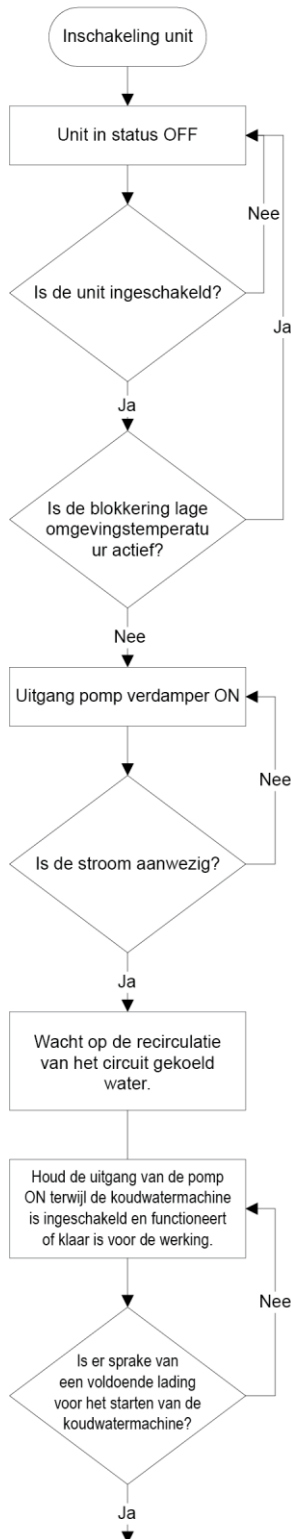 Inschakeling unit
Unit in status OFF
Nee
Is de unit ingeschakeld?
Ja
Ja
Is de blokkering lage
omgevingstemperatu
ur actief?
Nee
Uitgang pomp verdamper ON
Nee
Is de stroom aanwezig?
Ja
Wacht op de recirculatie
van het circuit gekoeld
water.
Houd de uitgang van de pomp
ON terwijl de koudwatermachine
is ingeschakeld en functioneert
of klaar is voor de werking.
Nee
Is er sprake van
een voldoende lading
voor het starten van de
koudwatermachine?
Ja